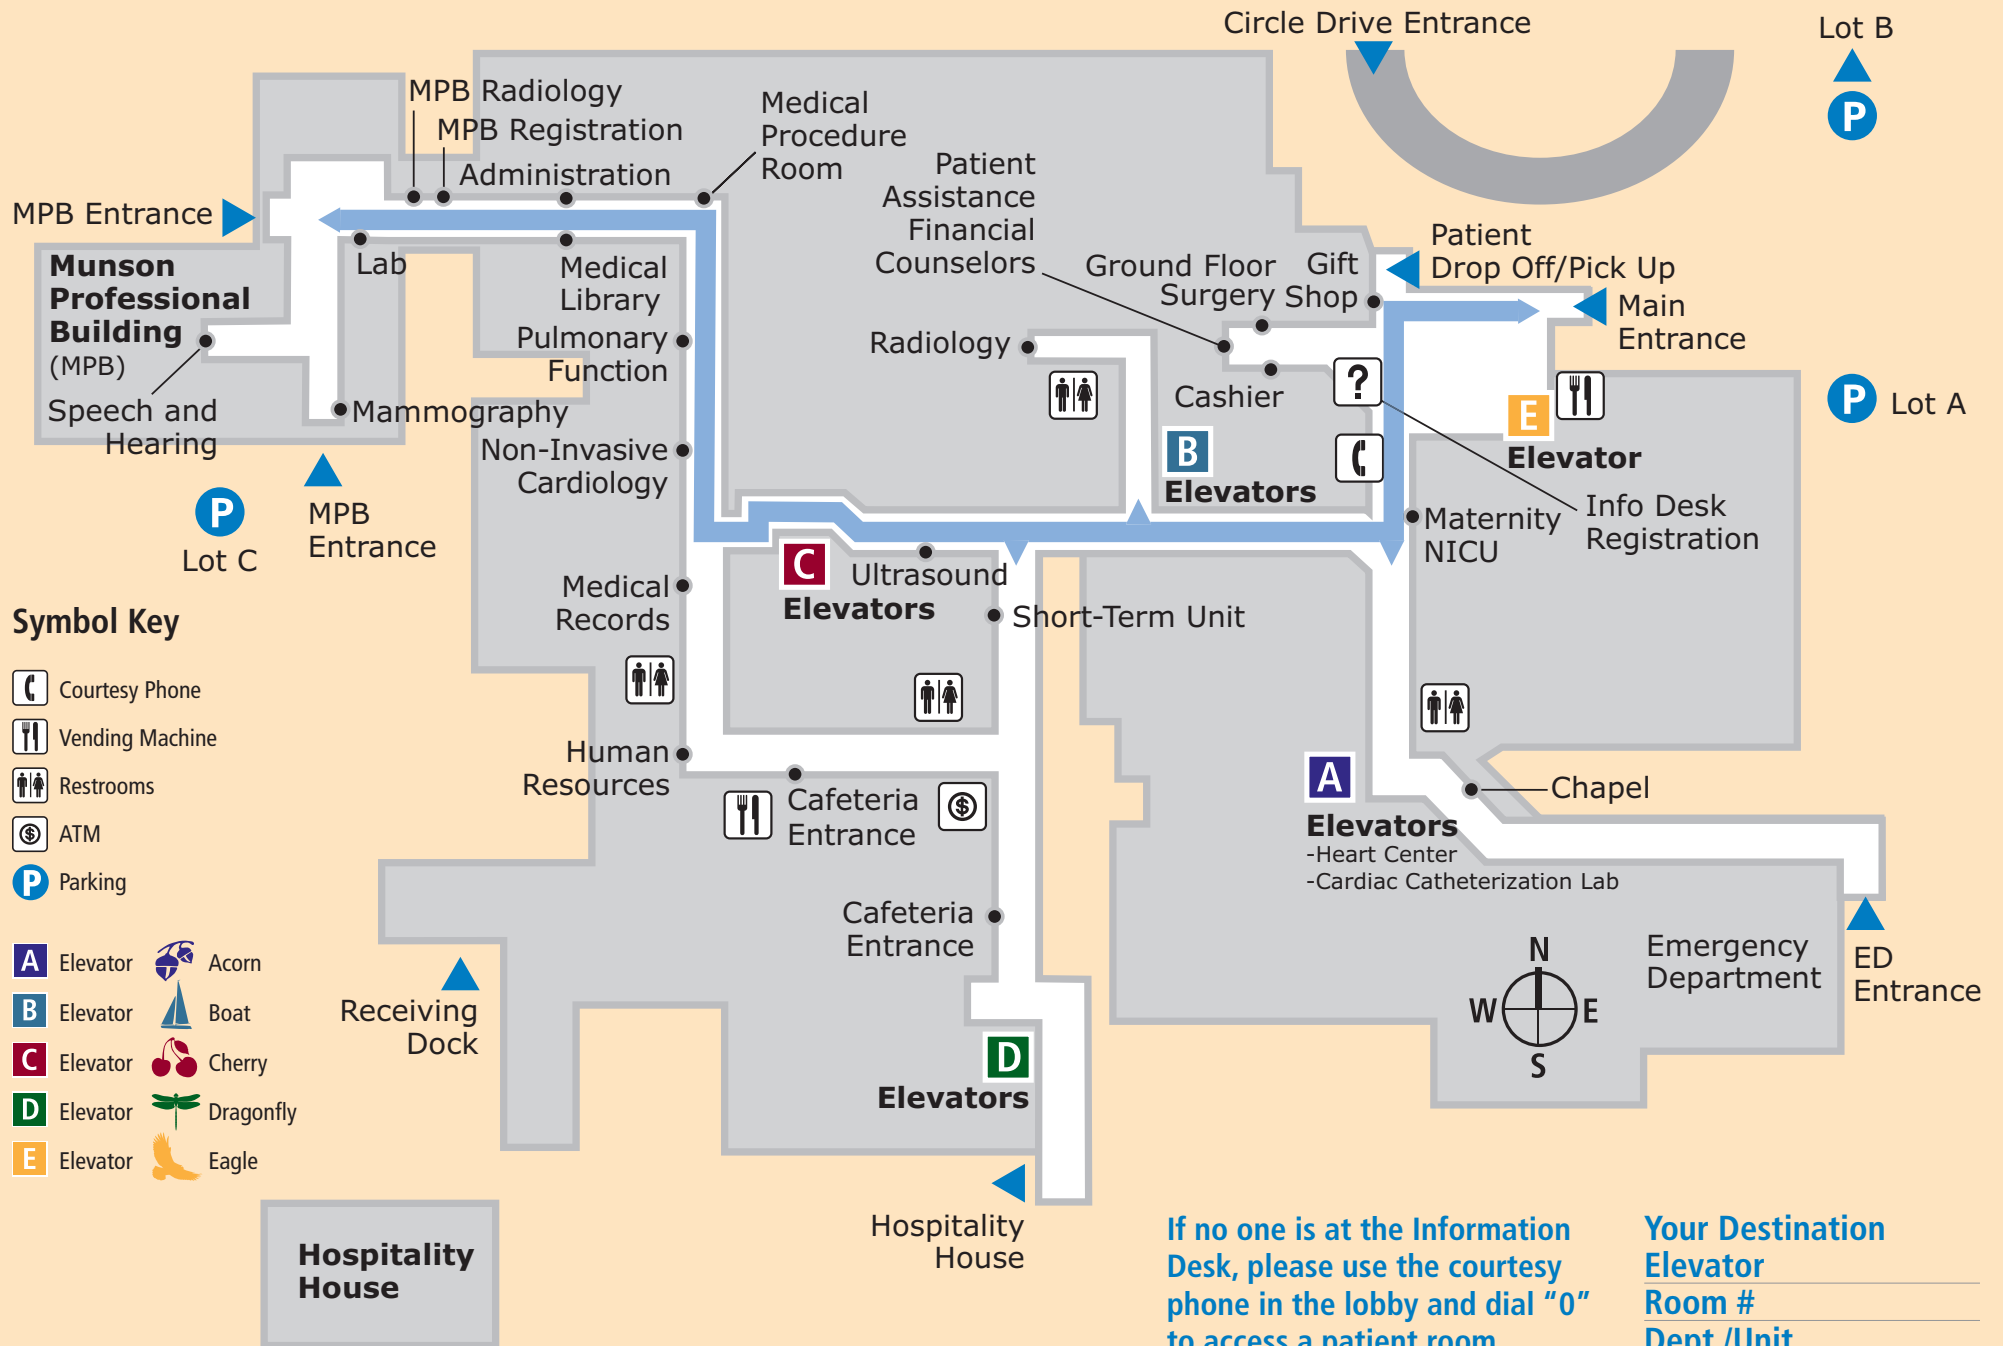 Circle Drive Entrance
Lot B
P
MPB Radiology
MPB Registration
Administration
Medical
Procedure
Room
Patient
Assistance
Financial
Counselors
MPB Entrance
Munson
Professional
Building
(MPB)
Lab
Medical
Library
Ground Floor
Surgery
Gift
Shop
Patient
Drop Off/Pick Up
Main
Entrance
Pulmonary
Function
Radiology
Cashier
?
P
Lot A
Speech and
Hearing
Mammography
Non-Invasive
Cardiology
B
Elevators
E
Elevator
P
Lot C
MPB
Entrance
Maternity
NICU
Info Desk
Registration
C
Elevators
Ultrasound
Medical
Records
Short-Term Unit
Symbol Key
Courtesy Phone
Vending Machine
Restrooms
$
ATM
P
Parking
A
Elevator
Acorn
B
Elevator
Boat
C
Elevator
Cherry
D
Elevator
Dragonfly
E
Elevator
Eagle
Human
Resources
Cafeteria
Entrance
$
A
Elevators
-Heart Center
-Cardiac Catheterization Lab
Chapel
Cafeteria
Entrance
N
W
E
S
Emergency
Department
ED
Entrance
Receiving
Dock
D
Elevators
Hospitality
House
Hospitality
House
If no one is at the Information
Desk, please use the courtesy
phone in the lobby and dial “0”
to access a patient room
Your Destination
Elevator
Room #
Dept./Unit